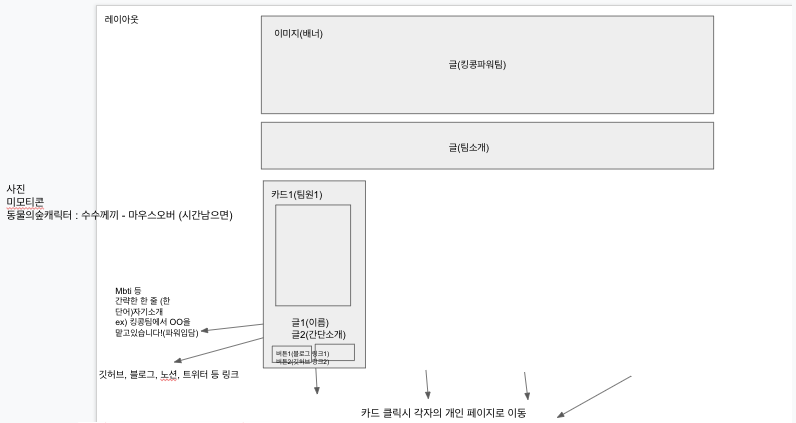 레이아웃
이미지(배너)
글(킹콩파워팀)
글(팀소개)
사진
미모티콘
동물의숲캐릭터 : 수수께끼 - 마우스오버 (시간남으면)
카드1(팀원1)
Mbti 등
간략한 한 줄 (한
단어)자기소개
ex) 킹콩팀에서 OO을
맡고있습니다!(파워입담)
글1(이름)
글2(간단소개)
버튼1(블로그 링크1)
버튼2(깃허브 링크2)
깃허브, 블로그, 노션, 트위터 등 링크
카드 클릭시 각자의 개인 페이지로 이동